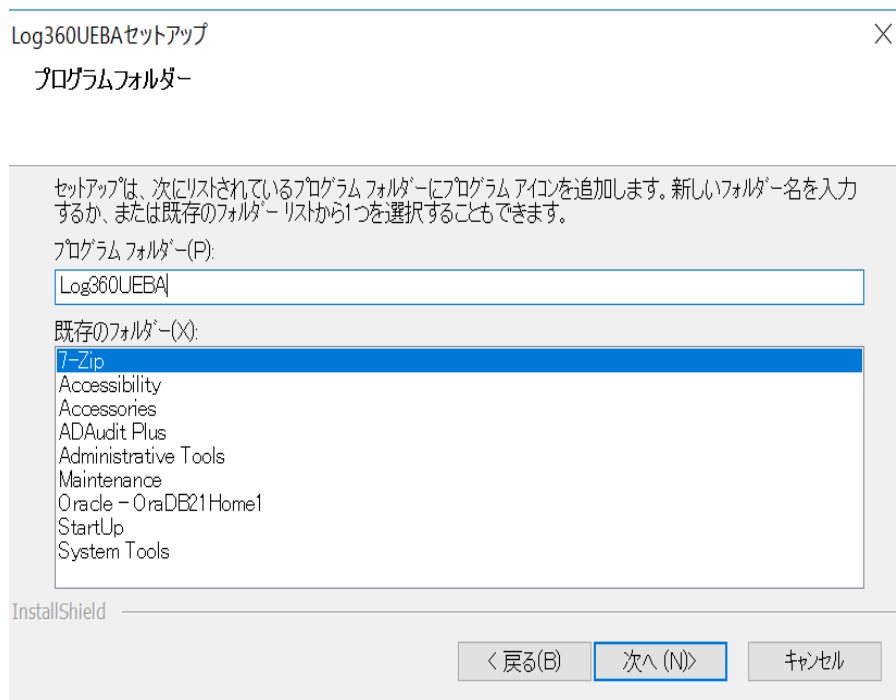 Log360UEBAセットアップ
プログラムフォルダー
セットアップは、次にリストされているプログラム フォルダーにプログラム アイコンを追加します。新しいフォルダー名を入力
するか、または既存のフォルダー リストから1つを選択することもできます。
プログラム フォルダー(P):
Log360UEBA
既存のフォルダー(X):
7-Zip
Accessibility
Accessories
ADAudit Plus
Administrative Tools
Maintenance
Oracle - OraDB21Home1
StartUp
System Tools
InstallShield
< 戻る(B)
次へ (N)>
キャンセル